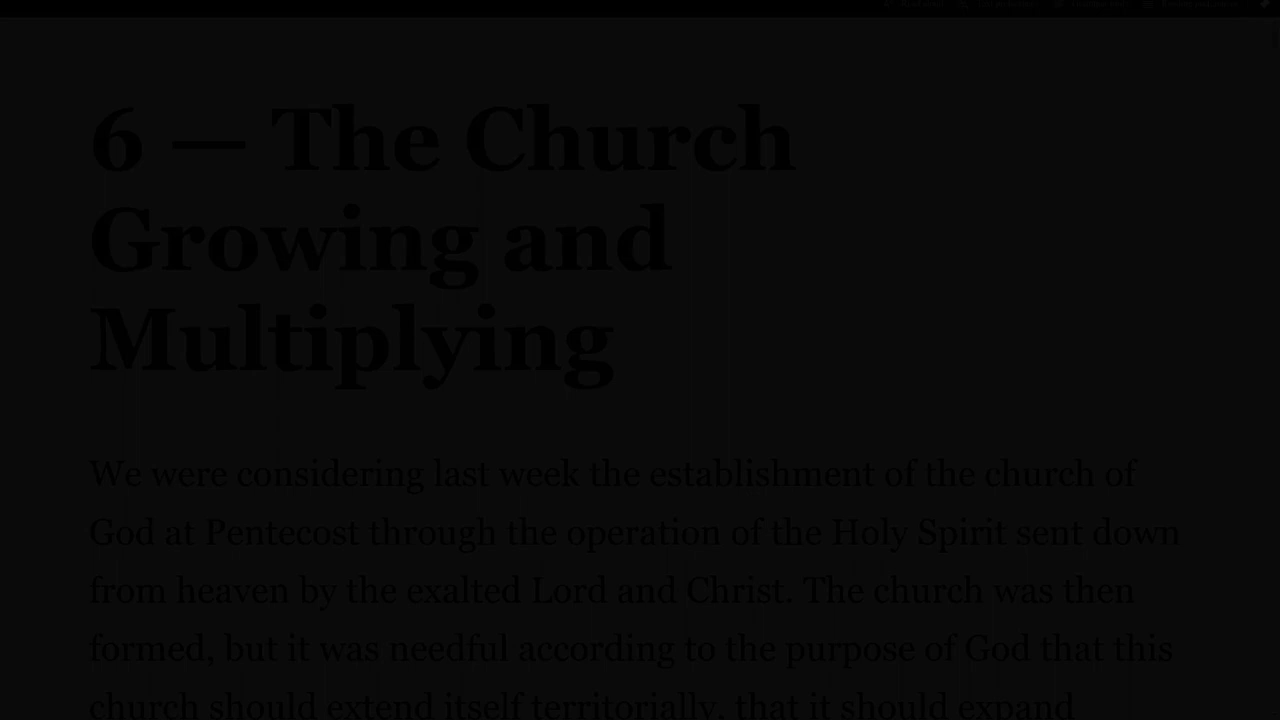 6 — The Church
Growing and
Multiplying
We were considering last week the establishment of the church of
God at Pentecost through the operation of the Holy Spirit sent down
from heaven by the exalted Lord and Christ. The church was then
formed, but it was needful according to the purpose of God that this
church should extend itself territorially, that it should expand